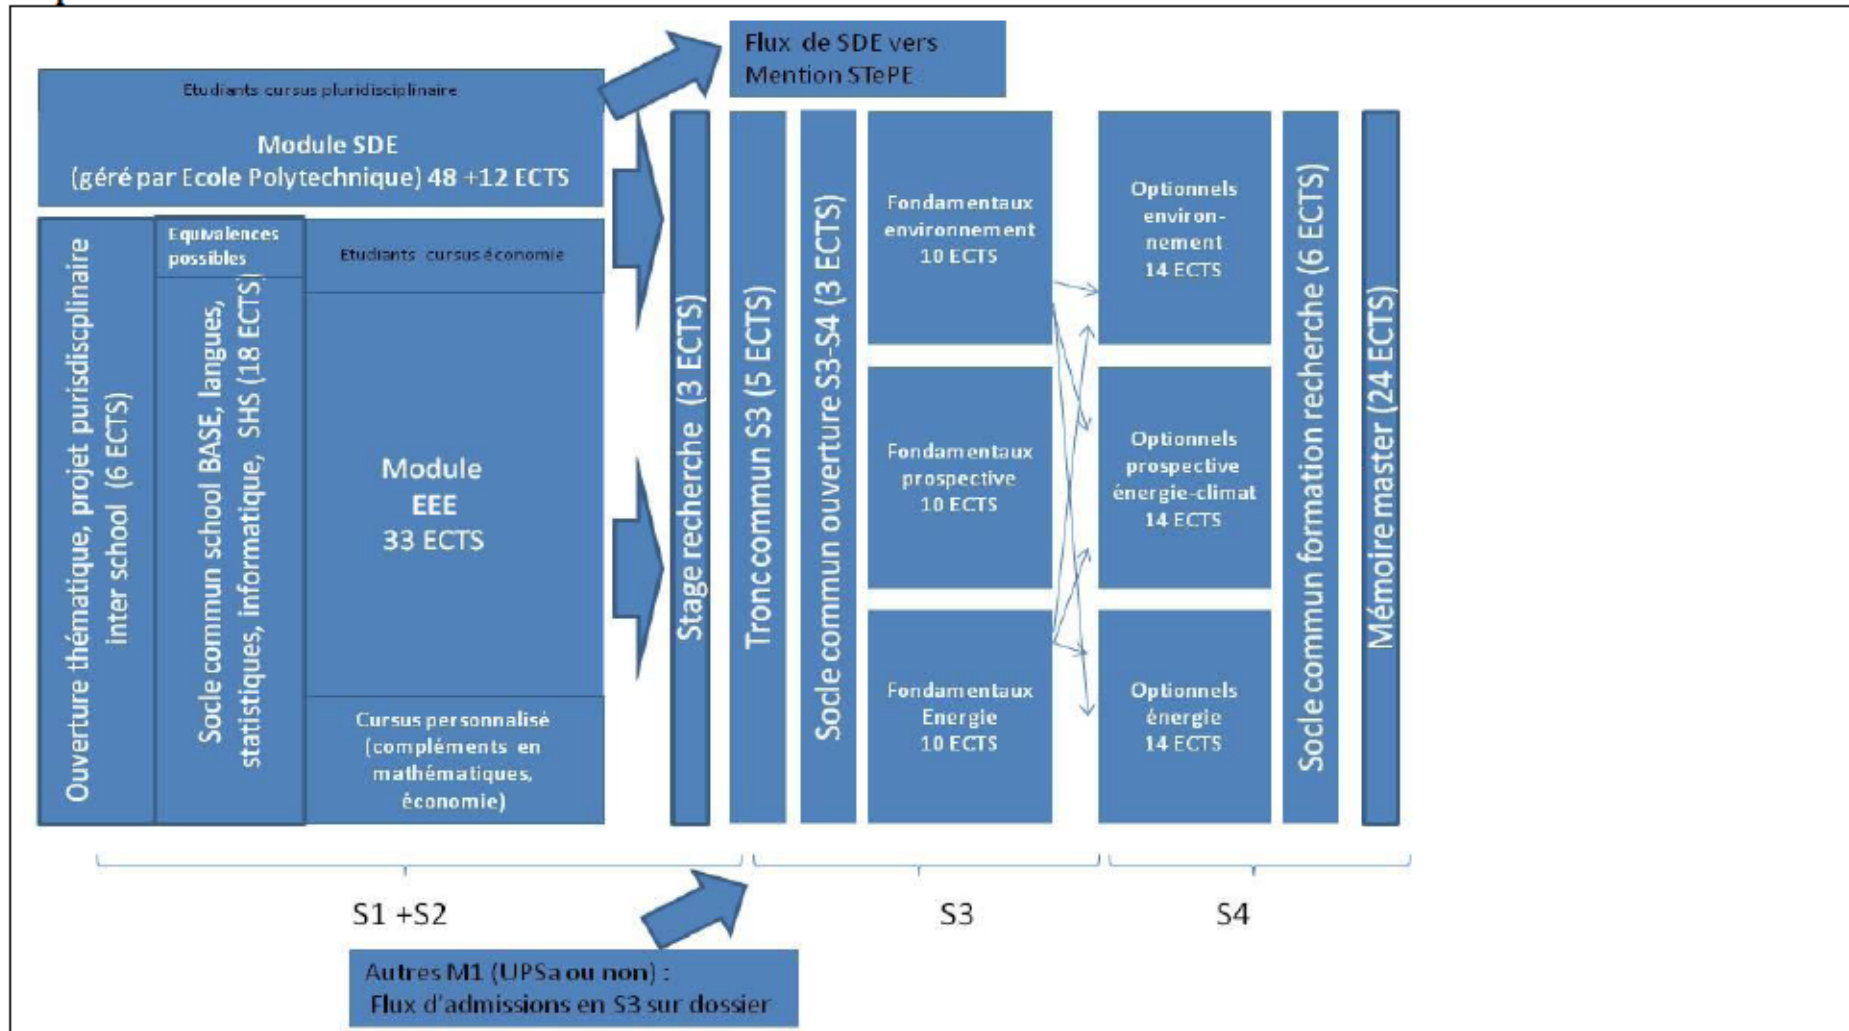 Flux de SDE vers
Mention STePE
Etudiants cursus pluridisciplinaire
Module SDE
(géré par Ecole Polytechnique) 48 +12 ECTS
Ouverture thématique, projet purisdiscplinaire
inter school (6 ECTS)
Equivalences
possibles
Socle commun school BASE, langues,
statistiques, informatique, SHS (18 ECTS)
Etudiants cursus économie
Module
EEE
33 ECTS
Cursus personnalisé
(compléments en
mathématiques,
économie)
Stage recherche (3 ECTS)
Tronc commun S3 (5 ECTS)
Socle commun ouverture S3-S4 (3 ECTS)
Fondamentaux
environnement
10 ECTS
Fondamentaux
prospective
10 ECTS
Fondamentaux
Energie
10 ECTS
Optionnels
environ-
nement
14 ECTS
Optionnels
prospective
énergie-climat
14 ECTS
Optionnels
énergie
14 ECTS
Socle commun formation recherche (6 ECTS)
Mémoire master (24 ECTS)
S1 +S2
S3
S4
Autres M1 (UPSa ou non) :
Flux d'admissions en S3 sur dossier